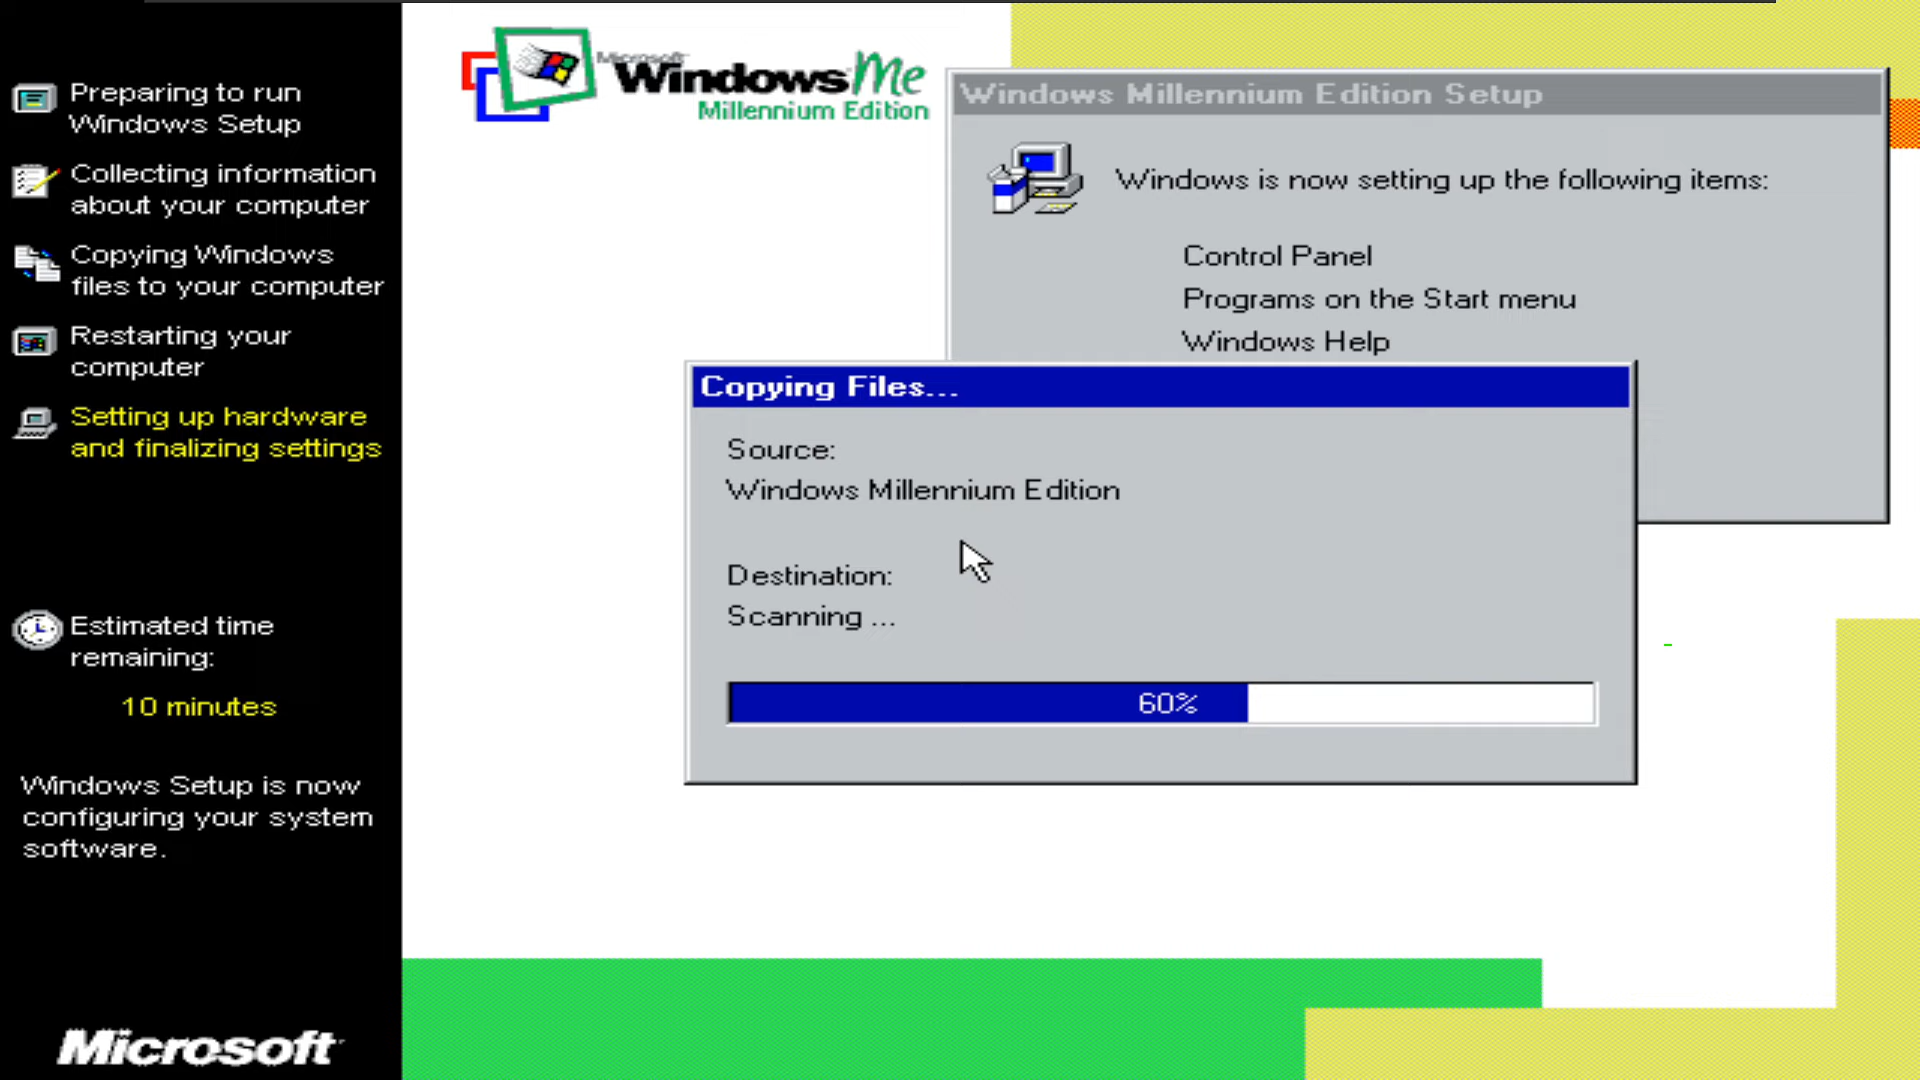 Preparing to run
Windows Setup
Collecting information
about your computer
Copying Windows
files to your computer
Restarting your
computer
Setting up hardware
and finalizing settings
Estimated time
remaining:
10 minutes
Windows Setup is now
configuring your system
software.
Microsoft
Microsoft
Windows Me
Millennium Edition
Windows Millennium Edition Setup
Windows is now setting up the following items:
Control Panel
Programs on the Start menu
Windows Help
Copying Files...
Source:
Windows Millennium Edition
Destination:
Scanning ...
60%